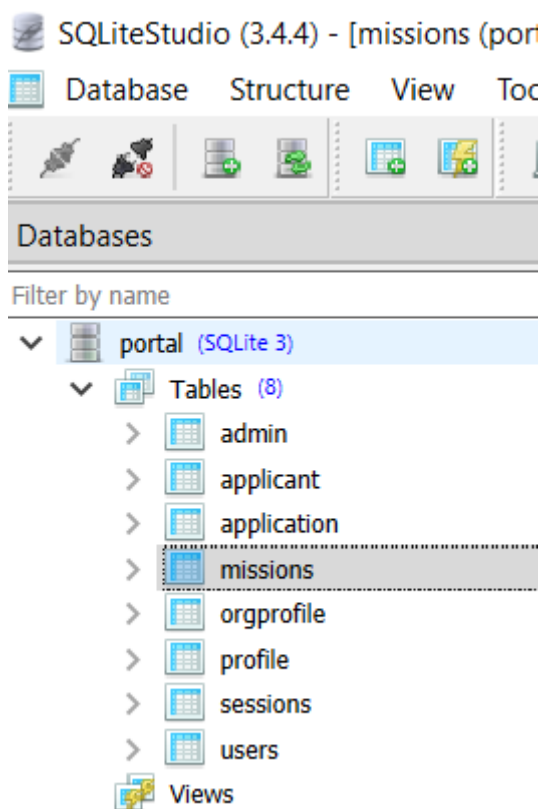 SQLiteStudio (3.4.4) - [missions (port
Database Structure View Too
Databases
Filter by name
portal (SQLite 3)
Tables (8)
admin
applicant
application
missions
orgprofile
profile
sessions
users
Views